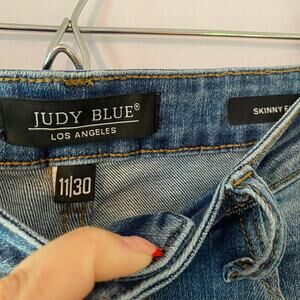 JUDY BLUE®
LOS ANGELES
SKINNY F
11/30